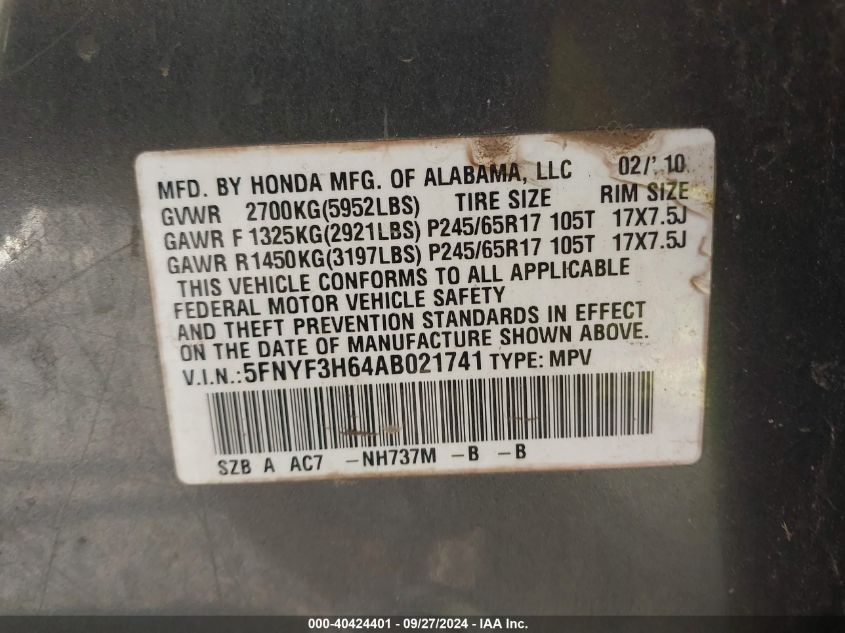 MFD. BY HONDA MFG. OF ALABAMA, LLC 02/'10
GVWR 2700KG(5952LBS) TIRE SIZE RIM SIZE
GAWR F 1325KG(2921LBS) P245/65R17 105T 17X7.5J
GAWR R1450KG(3197LBS) P245/65R17 105T 17X7.5J
THIS VEHICLE CONFORMS TO ALL APPLICABLE
FEDERAL MOTOR VEHICLE SAFETY
AND THEFT PREVENTION STANDARDS IN EFFECT
ON THE DATE OF MANUFACTURE SHOWN ABOVE.
V.I.N.:5FNYF3H64AB021741 TYPE: MPV
SZB A AC7 -NH737M -B -B
000-40424401 - 09/27/2024 - IAA Inc.